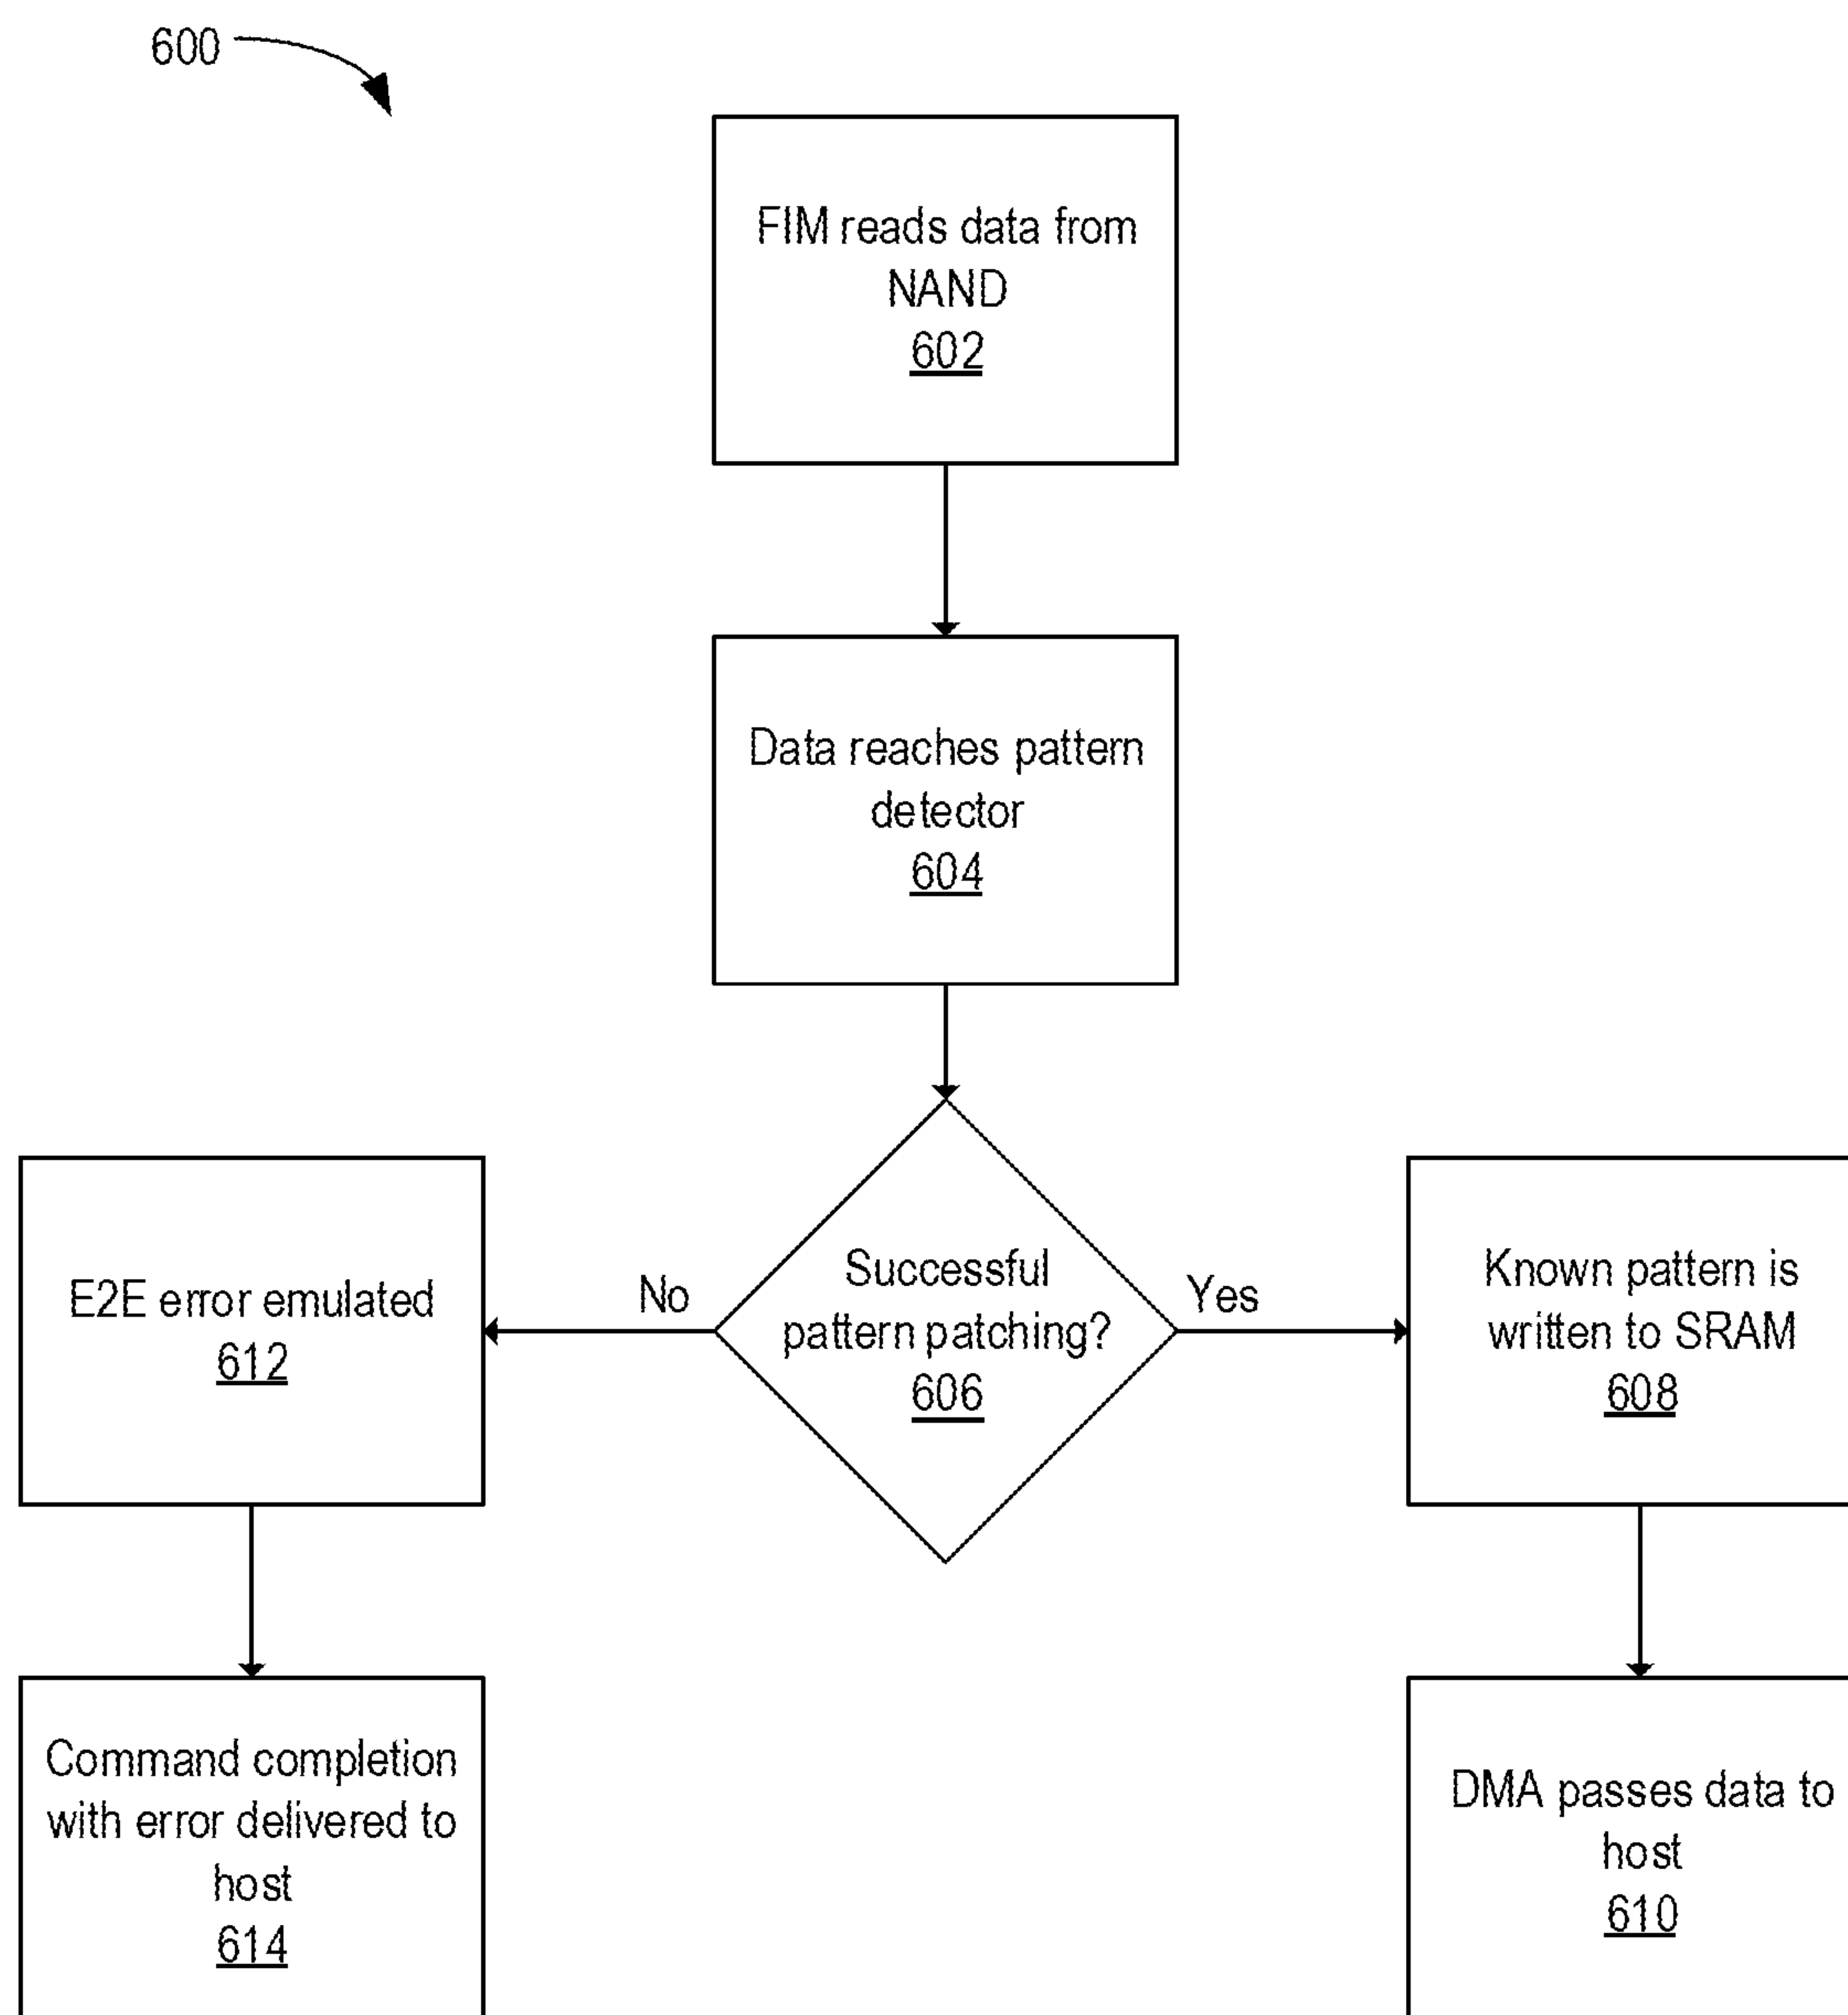 600
FIM reads data from
NAND
602
Data reaches pattern
detector
604
Successful
pattern patching?
606
No
Yes
E2E error emulated
612
Known pattern is
written to SRAM
608
Command completion
with error delivered to
host
614
DMA passes data to
host
610